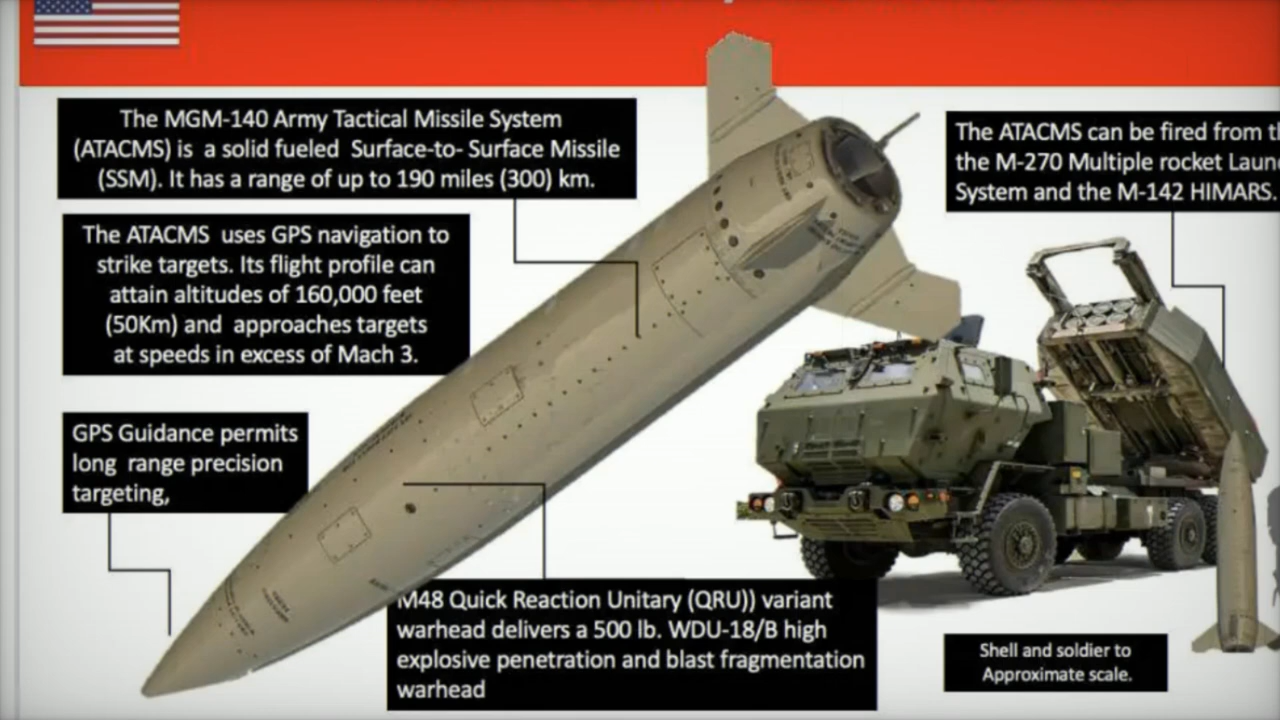 The MGM-140 Army Tactical Missile System
(ATACMS) is a solid fueled Surface-to- Surface Missile
(SSM). It has a range of up to 190 miles (300) km.
The ATACMS uses GPS navigation to
strike targets. Its flight profile can
attain altitudes of 160,000 feet
(50Km) and approaches targets
at speeds in excess of Mach 3.
GPS Guidance permits
long range precision
targeting,
M48 Quick Reaction Unitary (QRU)) variant
warhead delivers a 500 lb. WDU-18/B high
explosive penetration and blast fragmentation
warhead
The ATACMS can be fired from
the M-270 Multiple rocket
System and the M-142 HIMARS.
Shell and soldier to
Approximate scale.